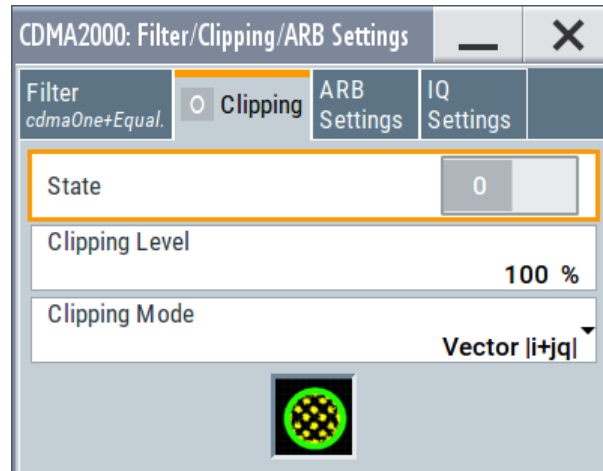 CDMA2000: Filter/Clipping/ARB Settings
Filter
cdmaOne+Equal.
0 Clipping
ARB
Settings
IQ
Settings
State
0
Clipping Level
100 %
Clipping Mode
Vector |i+jq|